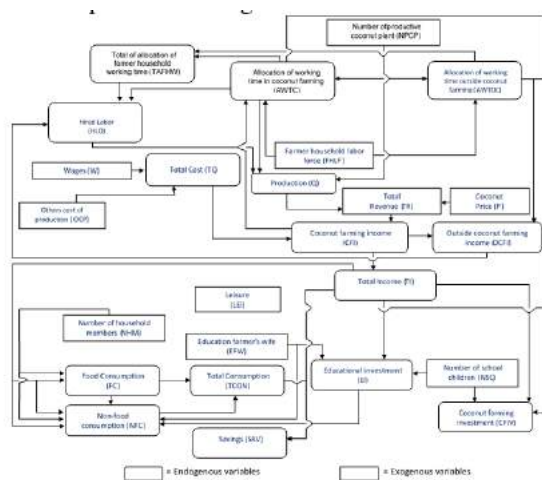 Number of productive
coconut plant (NPCP)
Total of allocation of
farmer household
working time (TAFHW)
Allocation of working
time in coconut farming
(AWTC)
Allocation of working
time outside coconut
farming (AWTOC)
Hired Labor
Farmer household labor
force (FHLF)
Wages (W)
Total Cost
Production (Q)
Others cost of
production (OCP)
Total
Revenue
Coconut
Price (P)
Coconut farming income
(CFI)
Outside coconut farming
income (OCFI)
Total Income (TI)
Leisure
(LEI)
Number of household
members (NHM)
Education farmer's wife
(EFW)
Food Consumption
(FC)
Total Consumption
(TCON)
Educational investment
(EI)
Number of school
children (NSC)
Non-food
consumption (NFC)
Coconut farming
investment (CFIV)
Savings (SAV)
= Endogenous variables
= Exogenous variables